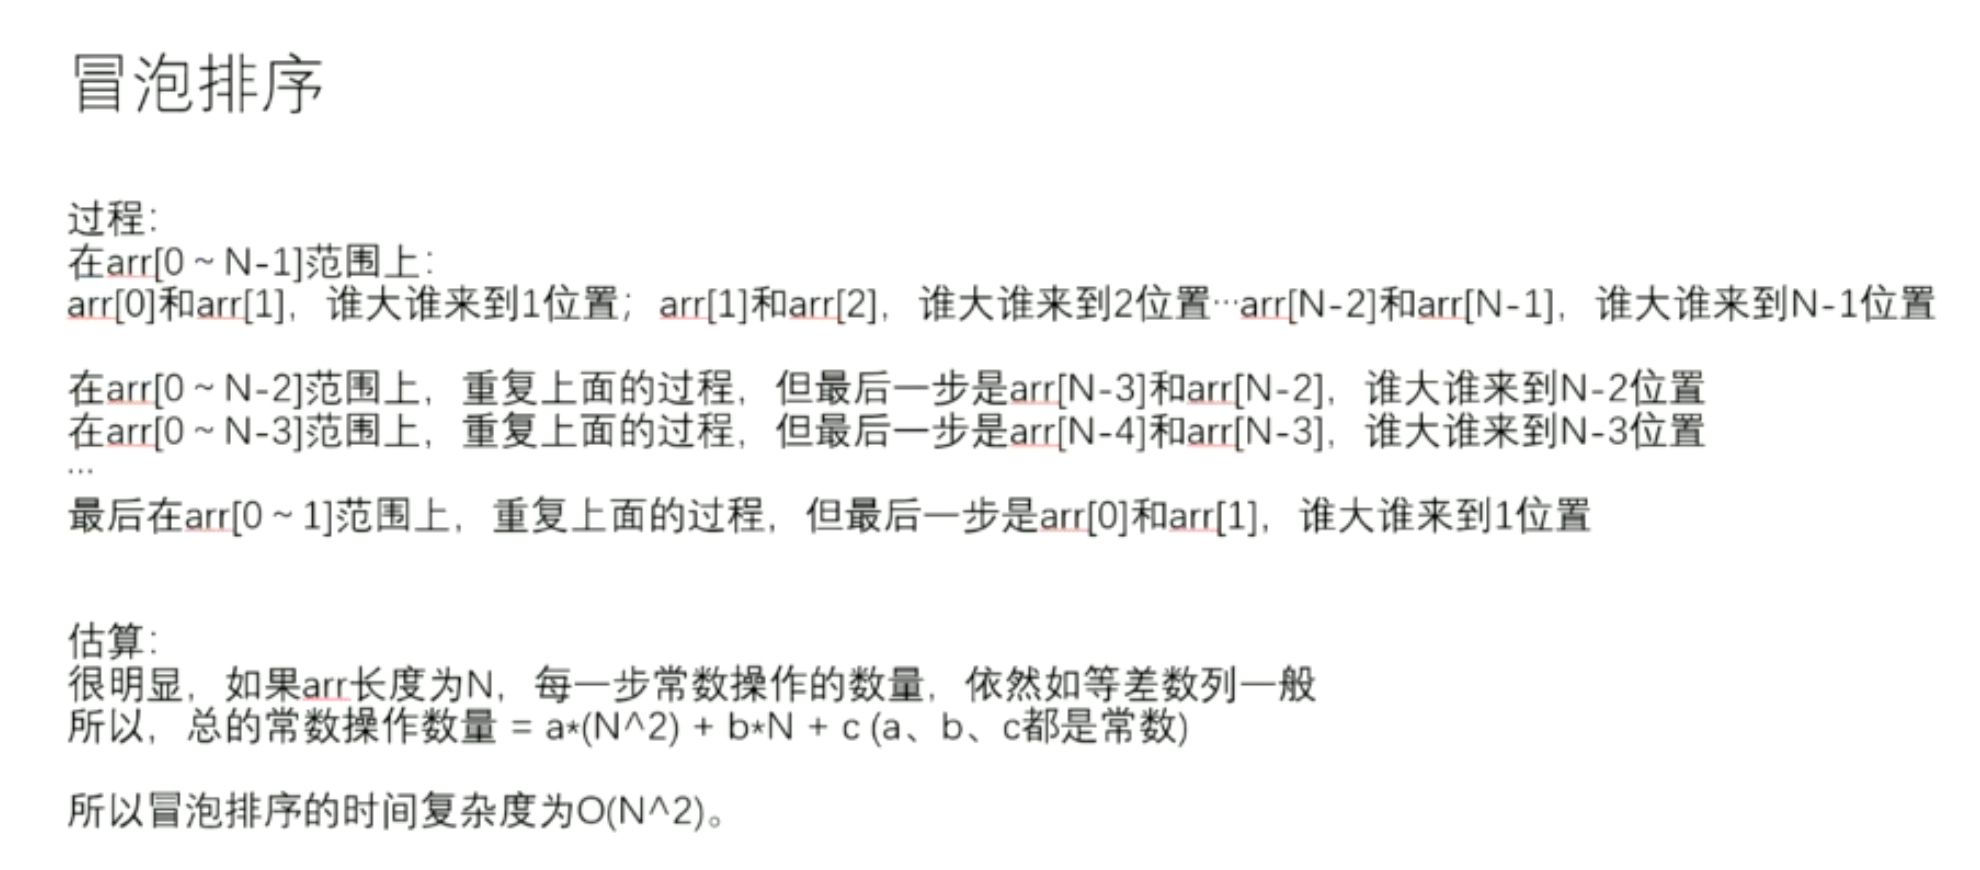 冒泡排序
过程：
在arr[0～N-1]范围上：
arr[0]和arr[1]，谁大谁来到1位置；arr[1]和arr[2]，谁大谁来到2位置…arr[N-2]和arr[N-1]，谁大谁来到N-1位置
在arr[0～N-2]范围上，重复上面的过程，但最后一步是arr[N-3]和arr[N-2]，谁大谁来到N-2位置
在arr[0～N-3]范围上，重复上面的过程，但最后一步是arr[N-4]和arr[N-3]，谁大谁来到N-3位置
…
最后在arr[0～1]范围上，重复上面的过程，但最后一步是arr[0]和arr[1]，谁大谁来到1位置
估算：
很明显，如果arr长度为N，每一步常数操作的数量，依然如等差数列一般
所以，总的常数操作数量 = a*(N^2) + b*N + c (a、b、c都是常数)
所以冒泡排序的时间复杂度为O(N^2)。